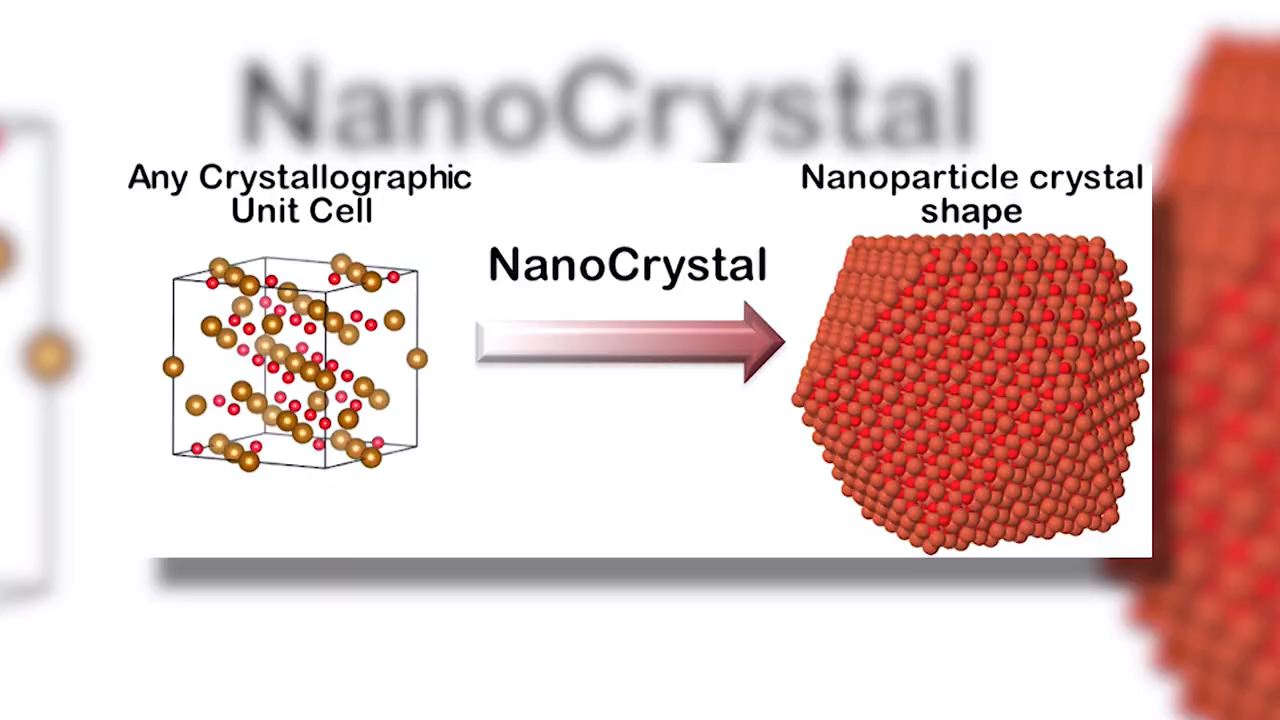 NanoCrystal
Any Crystallographic
Unit Cell
NanoCrystal
Nanoparticle crystal
shape